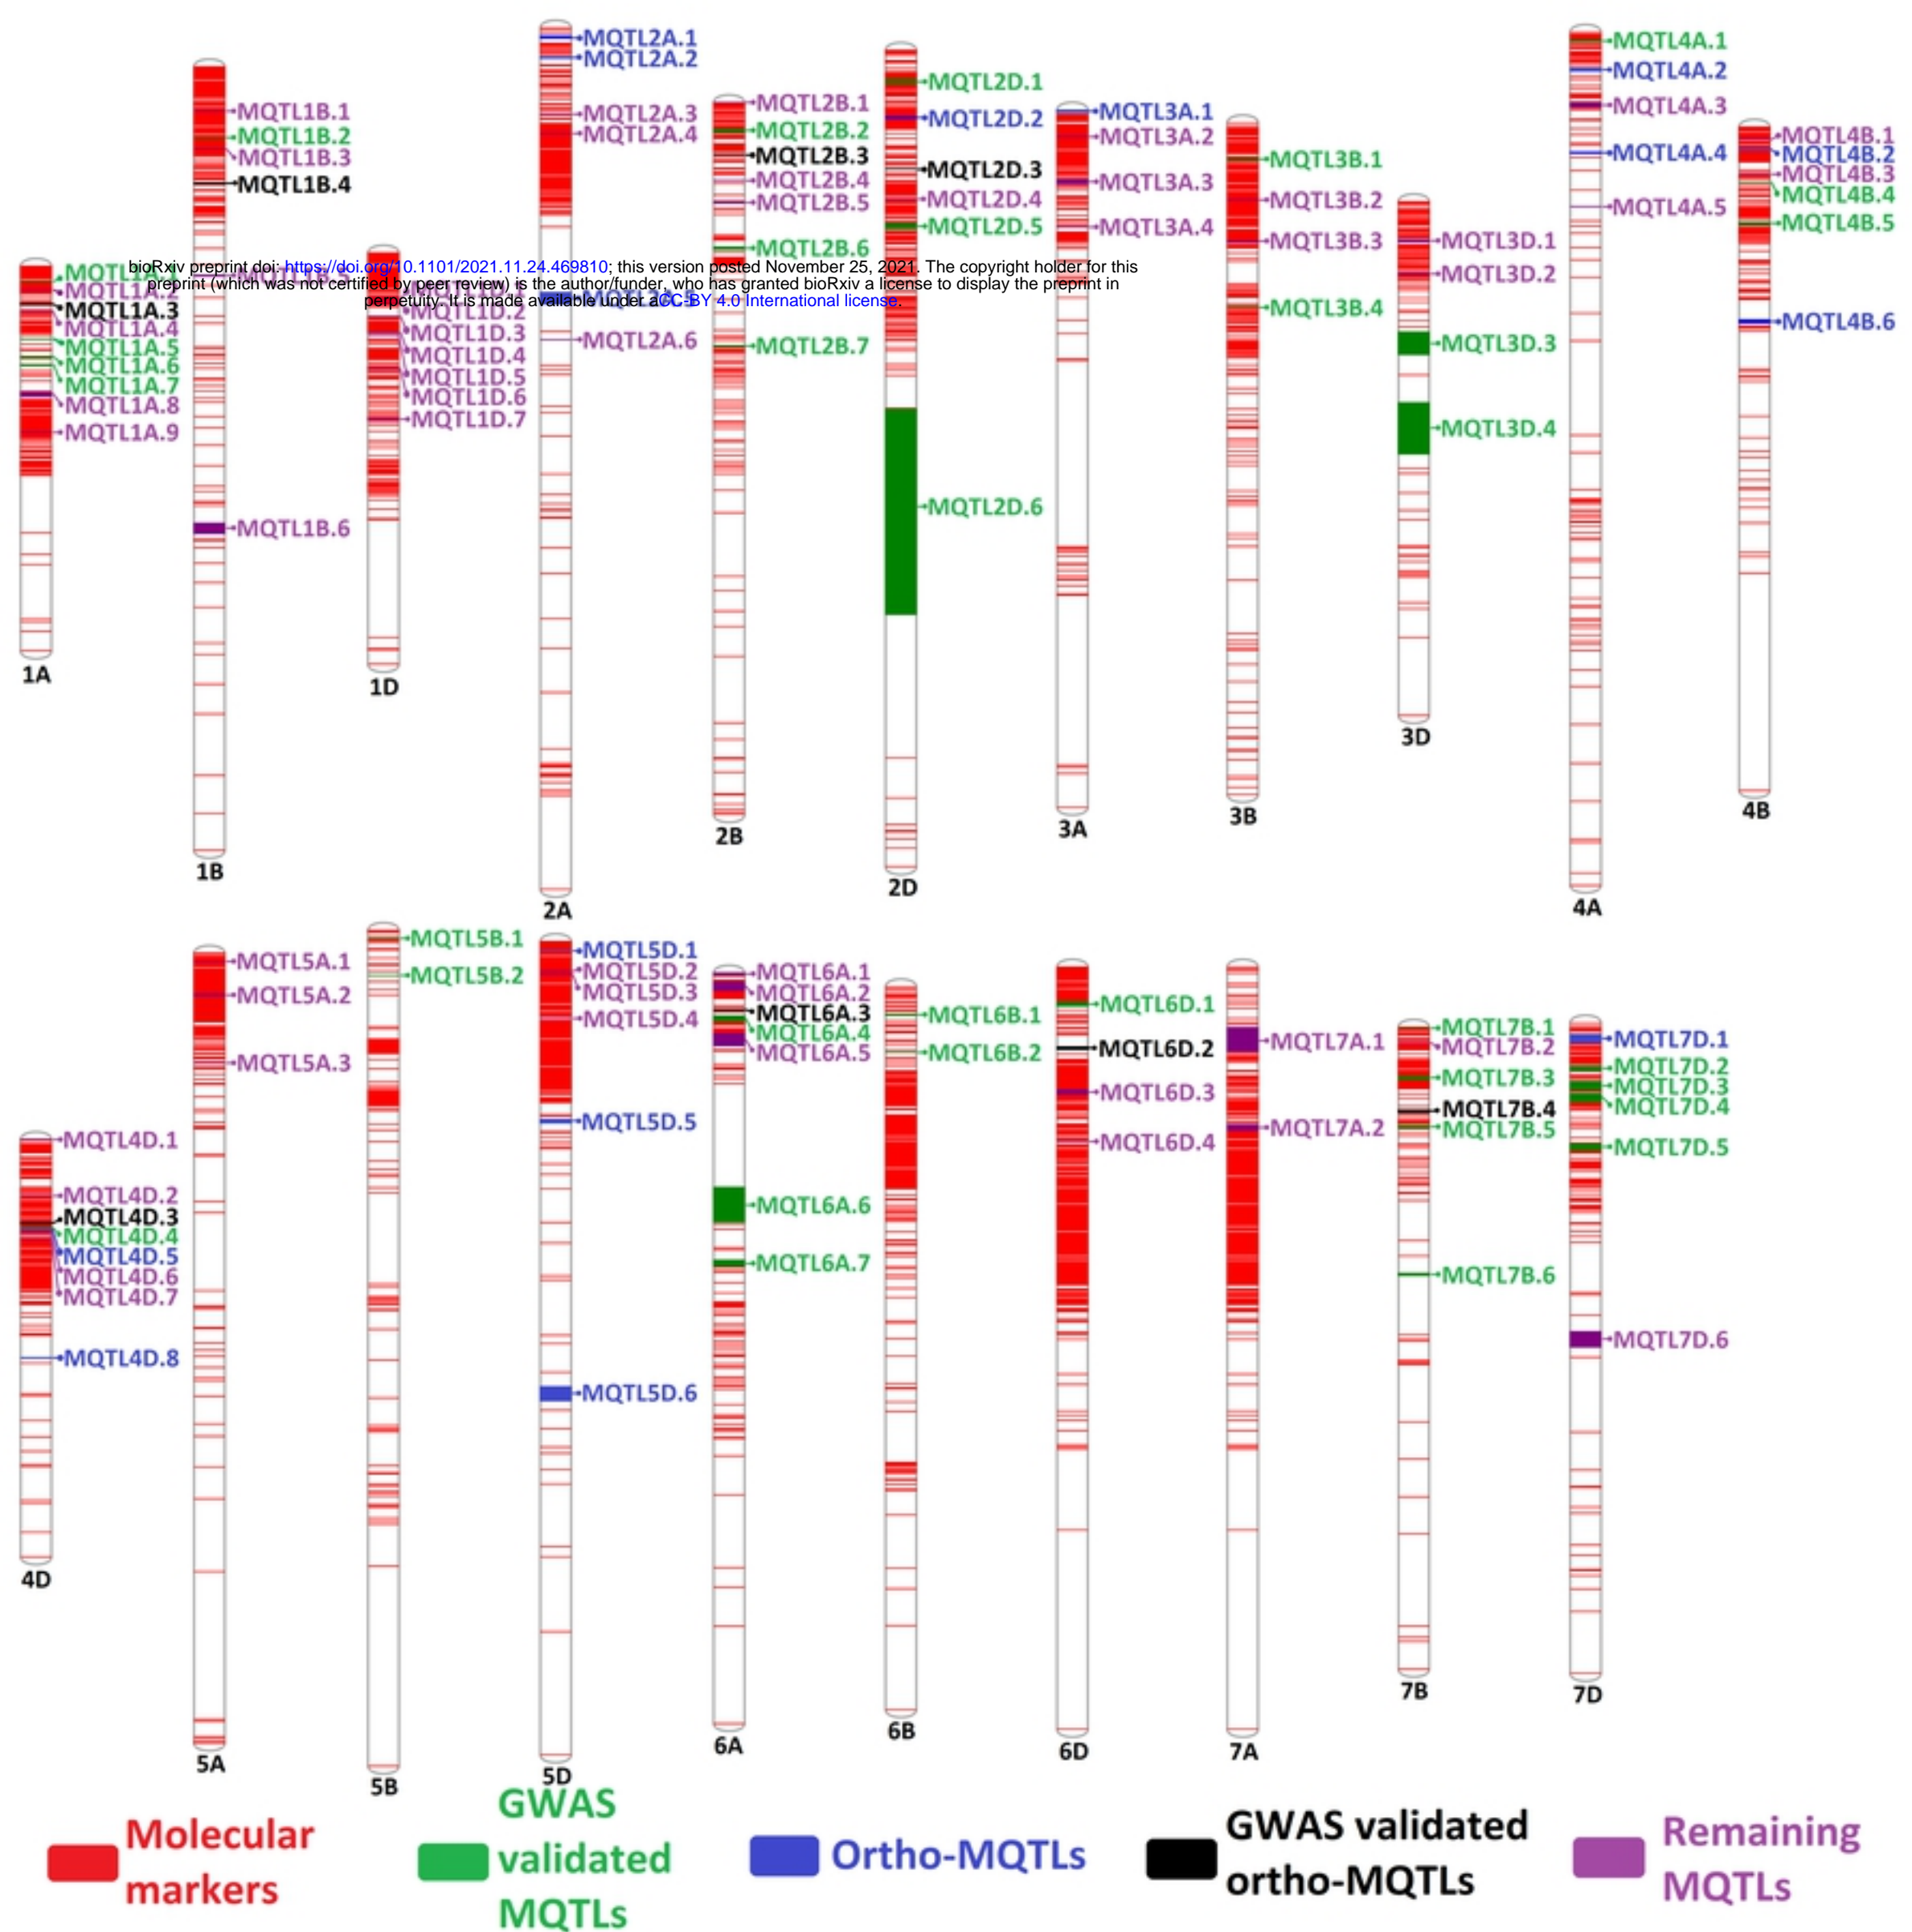 MQTL1A.1
MQTL1A.2
MQTL1A.3
MQTL1A.4
MQTL1A.5
MQTL1A.6
MQTL1A.7
MQTL1A.8
MQTL1A.9
1A
MQTL1B.1
MQTL1B.2
MQTL1B.3
MQTL1B.4
MQTL1B.5
MQTL1B.6
1B
MQTL1D.1
MQTL1D.2
MQTL1D.3
MQTL1D.4
MQTL1D.5
MQTL1D.6
MQTL1D.7
1D
MQTL2A.1
MQTL2A.2
MQTL2A.3
MQTL2A.4
MQTL2A.5
MQTL2A.6
2A
MQTL2B.1
MQTL2B.2
MQTL2B.3
MQTL2B.4
MQTL2B.5
MQTL2B.6
MQTL2B.7
2B
MQTL2D.1
MQTL2D.2
MQTL2D.3
MQTL2D.4
MQTL2D.5
MQTL2D.6
2D
MQTL3A.1
MQTL3A.2
MQTL3A.3
MQTL3A.4
3A
MQTL3B.1
MQTL3B.2
MQTL3B.3
MQTL3B.4
3B
MQTL3D.1
MQTL3D.2
MQTL3D.3
MQTL3D.4
3D
MQTL4A.1
MQTL4A.2
MQTL4A.3
MQTL4A.4
MQTL4A.5
4A
MQTL4B.1
MQTL4B.2
MQTL4B.3
MQTL4B.4
MQTL4B.5
MQTL4B.6
4B
bioRxiv preprint doi: https://doi.org/10.1101/2021.11.24.469810; this version posted November 25, 2021. The copyright holder for this
preprint (which was not certified by peer review) is the author/funder, who has granted bioRxiv a license to display the preprint in
perpetuity. It is made available under aCC-BY 4.0 International license.
MQTL4D.1
MQTL4D.2
MQTL4D.3
MQTL4D.4
MQTL4D.5
MQTL4D.6
MQTL4D.7
MQTL4D.8
4D
MQTL5A.1
MQTL5A.2
MQTL5A.3
5A
MQTL5B.1
MQTL5B.2
5B
MQTL5D.1
MQTL5D.2
MQTL5D.3
MQTL5D.4
MQTL5D.5
MQTL5D.6
5D
MQTL6A.1
MQTL6A.2
MQTL6A.3
MQTL6A.4
MQTL6A.5
MQTL6A.6
MQTL6A.7
6A
MQTL6B.1
MQTL6B.2
6B
MQTL6D.1
MQTL6D.2
MQTL6D.3
MQTL6D.4
6D
MQTL7A.1
MQTL7A.2
7A
MQTL7B.1
MQTL7B.2
MQTL7B.3
MQTL7B.4
MQTL7B.5
MQTL7B.6
7B
MQTL7D.1
MQTL7D.2
MQTL7D.3
MQTL7D.4
MQTL7D.5
MQTL7D.6
7D
Molecular
markers
GWAS
validated
MQTLs
Ortho-MQTLs
GWAS validated
ortho-MQTLs
Remaining
MQTLs